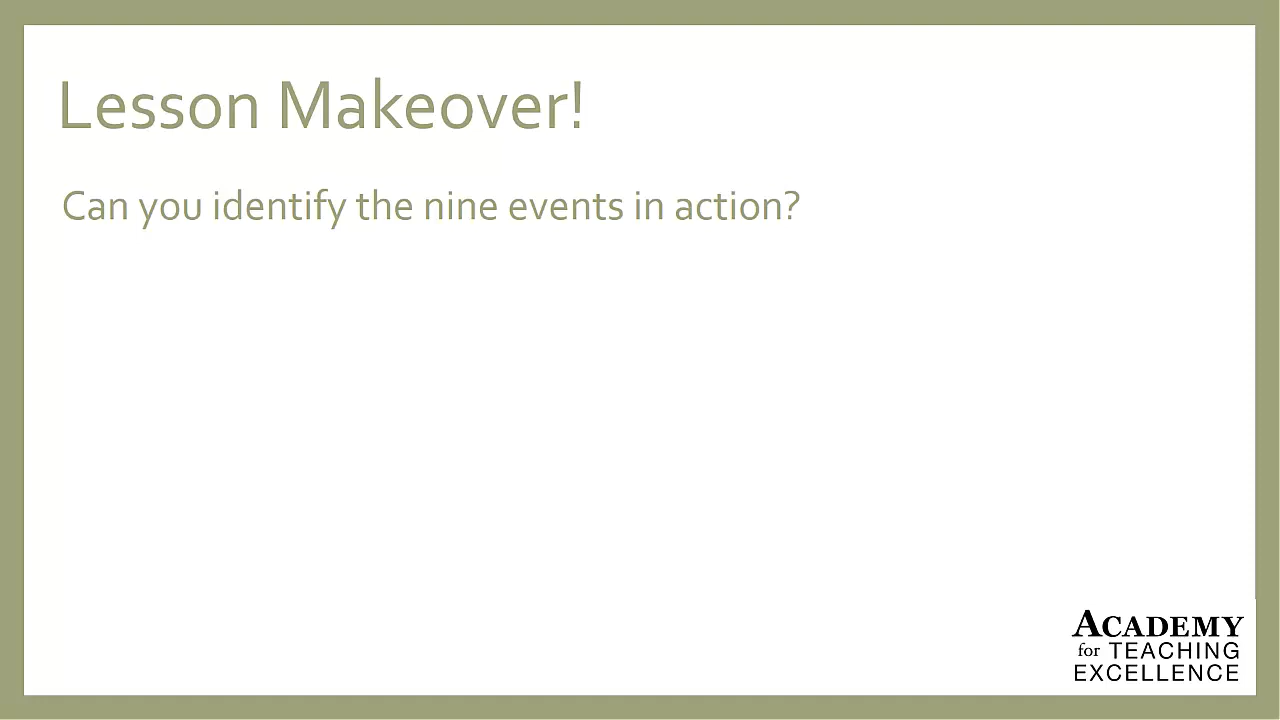 Lesson Makeover!
Can you identify the nine events in action?
ACADEMY
for TEACHING
EXCELLENCE